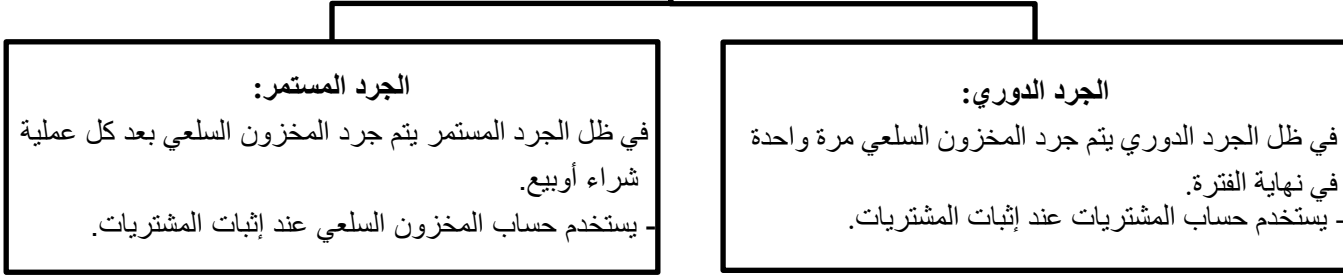 الجرد الدوري:
في ظل الجرد الدوري يتم جرد المخزون السلعي مرة واحدة
في نهاية الفترة.
- يستخدم حساب المشتريات عند إثبات المشتريات.
الجرد المستمر:
في ظل الجرد المستمر يتم جرد المخزون السلعي بعد كل عملية
شراء أوبيع.
- يستخدم حساب المخزون السلعي عند إثبات المشتريات.